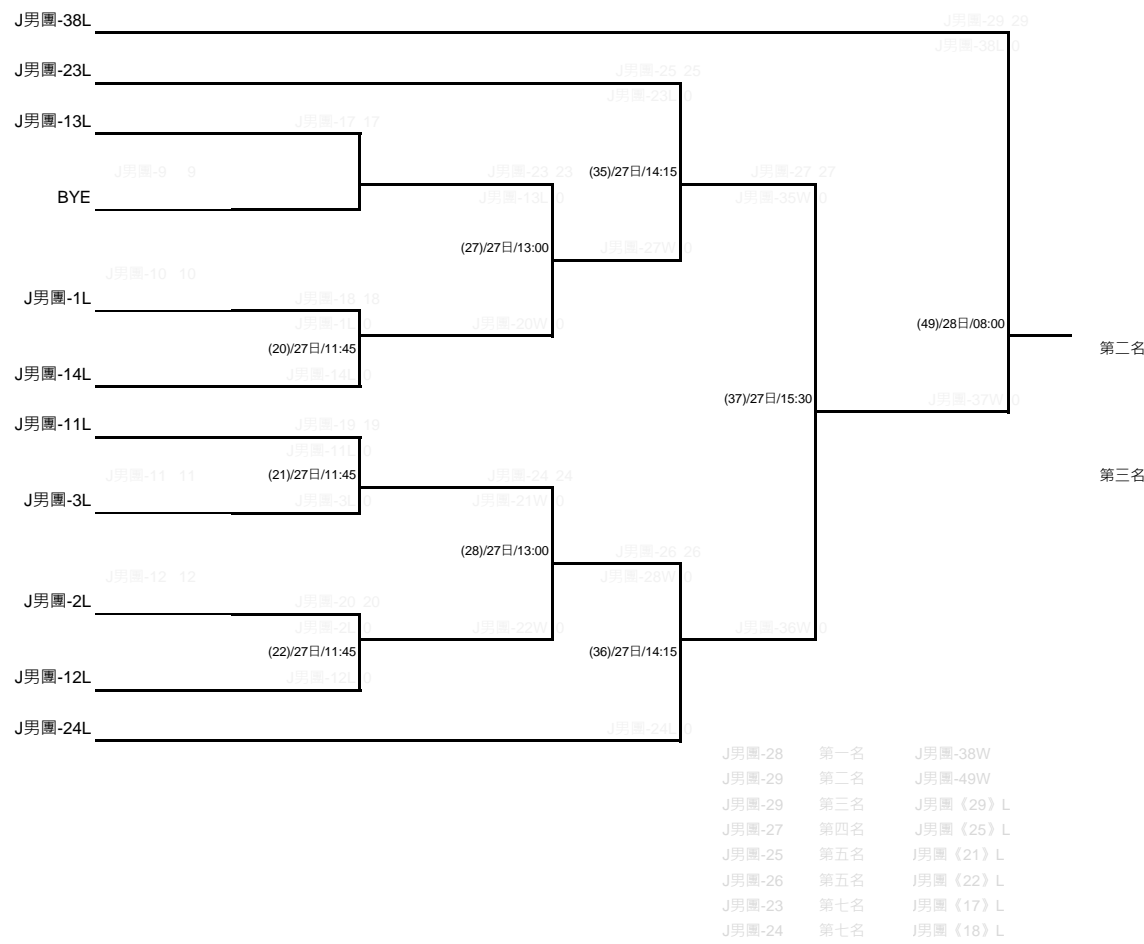 J男團-38L
J男團-29 29
J男團-38L 0
J男團-23L
J男團-25 25
J男團-23L 0
J男團-13L
J男團-17 17
J男團-9 9
J男團-23 23
(35)/27日/14:15
J男團-27 27
BYE
J男團-13L 0
J男團-35W 0
(27)/27日/13:00
J男團-27W 0
J男團-10 10
J男團-1L
J男團-18 18
J男團-1L 0
J男團-20W 0
(49)/28日/08:00
(20)/27日/11:45
第二名
J男團-14L
J男團-14L 0
(37)/27日/15:30
J男團-37W 0
J男團-11L
J男團-19 19
J男團-11L 0
J男團-11 11
(21)/27日/11:45
J男團-24 24
第三名
J男團-3L
J男團-3L 0
J男團-21W 0
(28)/27日/13:00
J男團-26 26
J男團-12 12
J男團-28W 0
J男團-2L
J男團-20 20
J男團-2L 0
J男團-22W 0
J男團-36W 0
(22)/27日/11:45
(36)/27日/14:15
J男團-12L
J男團-12L 0
J男團-24L
J男團-24L 0
J男團-28 第一名 J男團-38W
J男團-29 第二名 J男團-49W
J男團-29 第三名 J男團《29》L
J男團-27 第四名 J男團《25》L
J男團-25 第五名 J男團《21》L
J男團-26 第五名 J男團《22》L
J男團-23 第七名 J男團《17》L
J男團-24 第七名 J男團《18》L